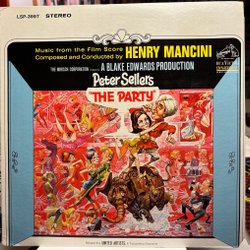 LSP-3997 STEREO
Music from the Film Score
Composed and Conducted by HENRY MANCINI
THE MIRISCH CORPORATION
A BLAKE EDWARDS PRODUCTION
Peter Sellers
THE PARTY
RCA VICTOR
UNITED ARTISTS